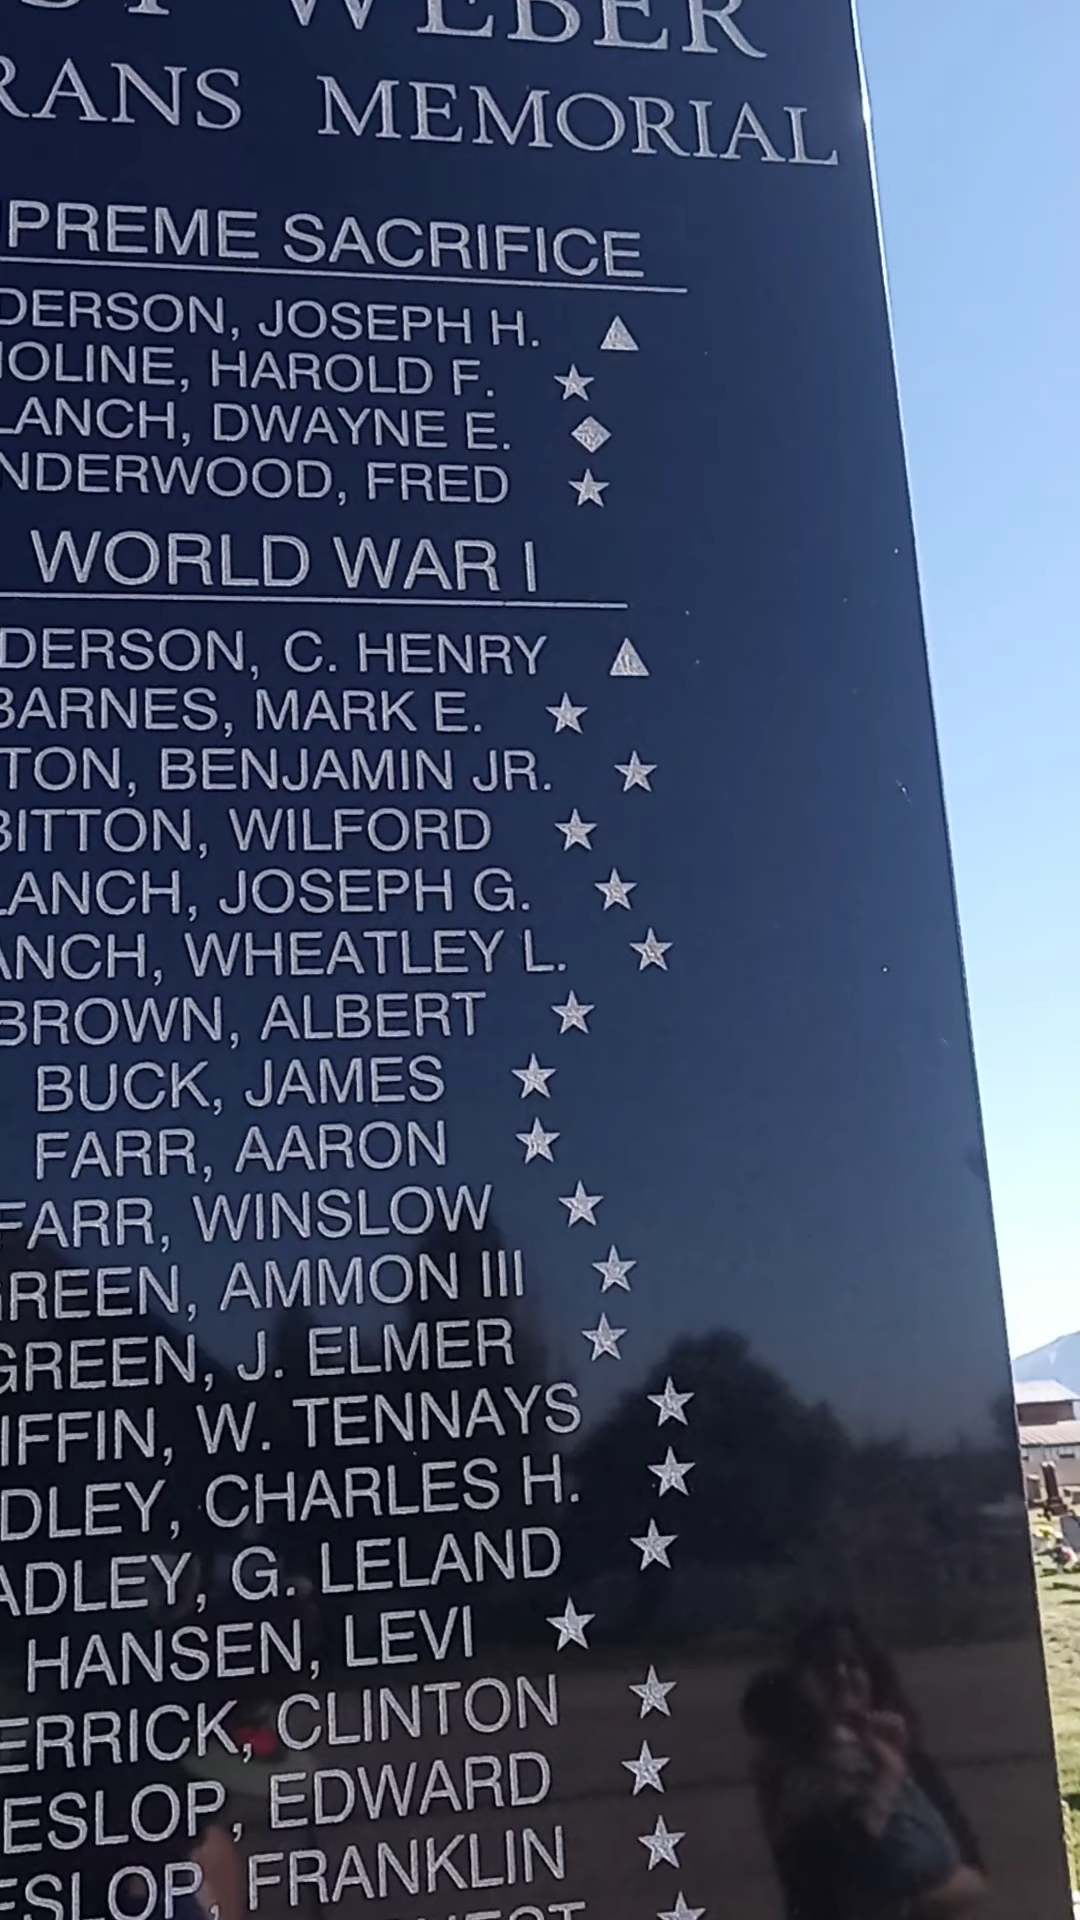 WEBER
RANS MEMORIAL
PREME SACRIFICE
DERSON, JOSEPH H.
HOLINE, HAROLD F.
LANCH, DWAYNE E.
NDERWOOD, FRED
WORLD WAR I
DERSON, C. HENRY
BARNES, MARK E.
TON, BENJAMIN JR.
BITTON, WILFORD
LANCH, JOSEPH G.
ANCH, WHEATLEY L.
BROWN, ALBERT
BUCK, JAMES
FARR, AARON
FARR, WINSLOW
GREEN, AMMON III
GREEN, J. ELMER
IFFIN, W. TENNAYS
DLEY, CHARLES H.
ADLEY, G. LELAND
HANSEN, LEVI
ERRICK, CLINTON
ESLOP, EDWARD
ESLOP, FRANKLIN